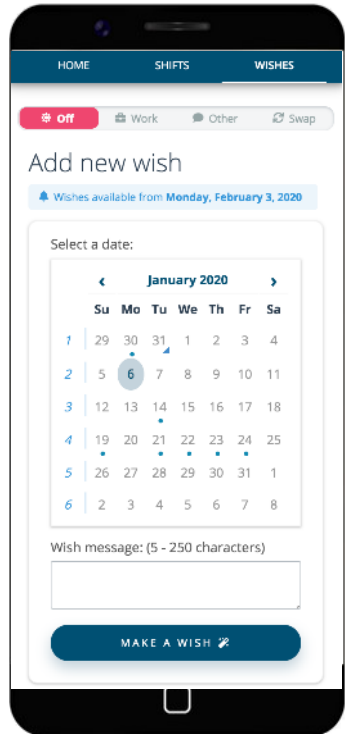 HOME SHIFTS WISHES
Off Work Other Swap
Add new wish
Wishes available from Monday, February 3, 2020
Select a date:
‹ January 2020 ›
Su Mo Tu We Th Fr Sa
1 29 30 31 1 2 3 4
2 5 6 7 8 9 10 11
3 12 13 14 15 16 17 18
4 19 20 21 22 23 24 25
5 26 27 28 29 30 31 1
6 2 3 4 5 6 7 8
Wish message: (5 - 250 characters)
MAKE A WISH